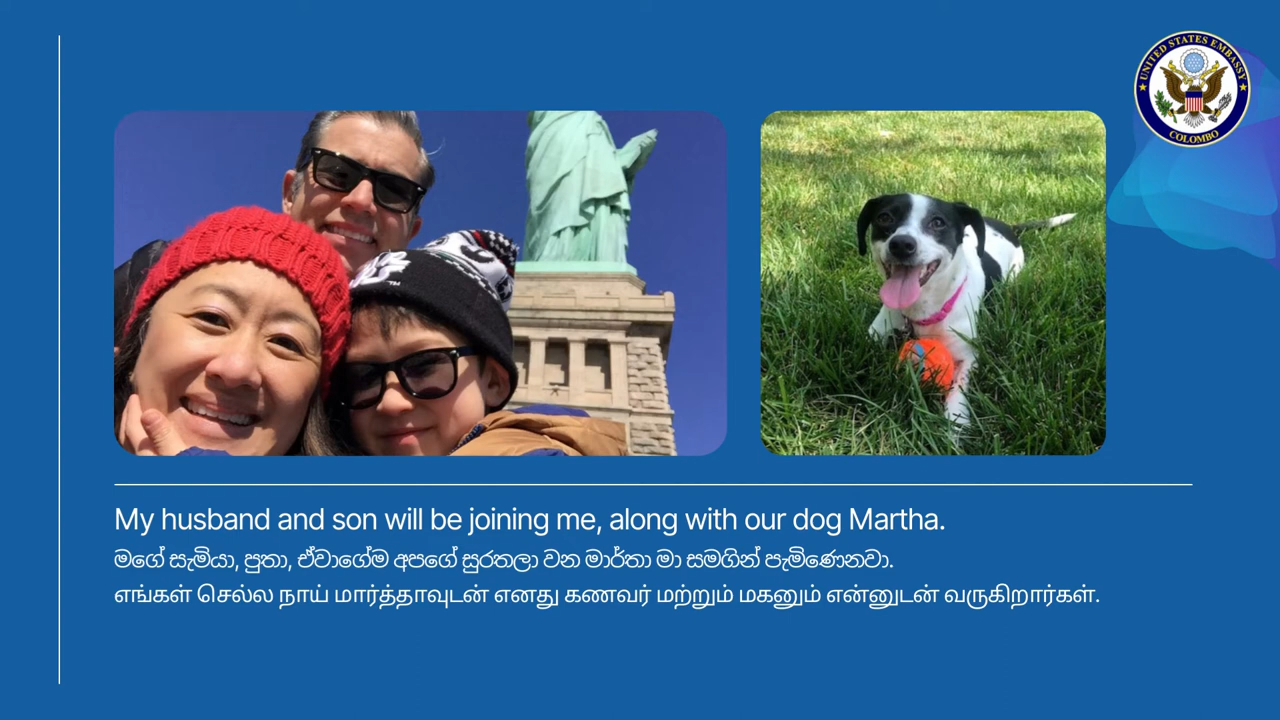 UNITED STATES EMBASSY
COLOMBO
My husband and son will be joining me, along with our dog Martha.
මගේ සැමියා, පුතා, ඒවාගේම අපගේ සුරතලා වන මාර්තා මා සමගින් පැමිණෙනවා.
எங்கள் செல்ல நாய் மார்த்தாவுடன் எனது கணவர் மற்றும் மகனும் என்னுடன் வருகிறார்கள்.